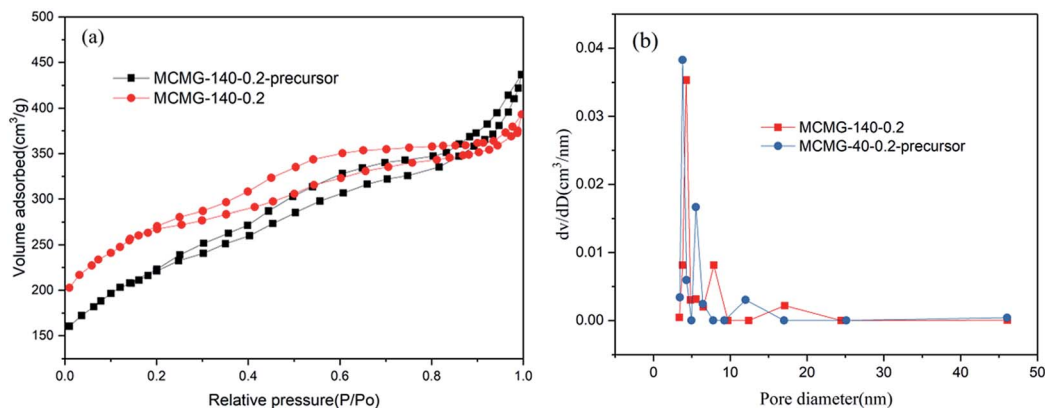 (a)
MCMG-140-0.2-precursor
MCMG-140-0.2
Volume adsorbed(cm³/g)
500
450
400
350
300
250
200
150
0.0 0.2 0.4 0.6 0.8 1.0
Relative pressure(P/Po)
(b)
MCMG-140-0.2
MCMG-40-0.2-precursor
dv/dD(cm³/nm)
0.04
0.03
0.02
0.01
0.00
0 10 20 30 40 50
Pore diameter(nm)